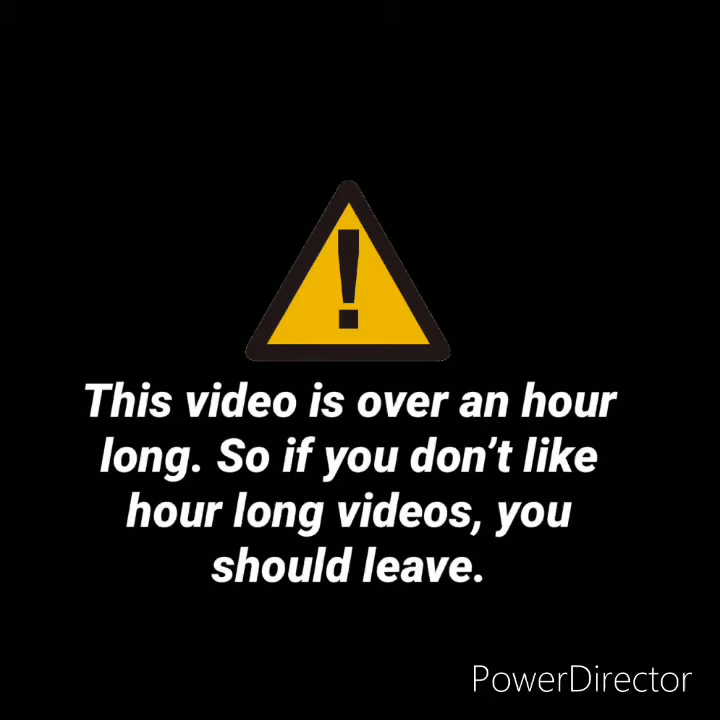 This video is over an hour
long. So if you don’t like
hour long videos, you
should leave.
PowerDirector